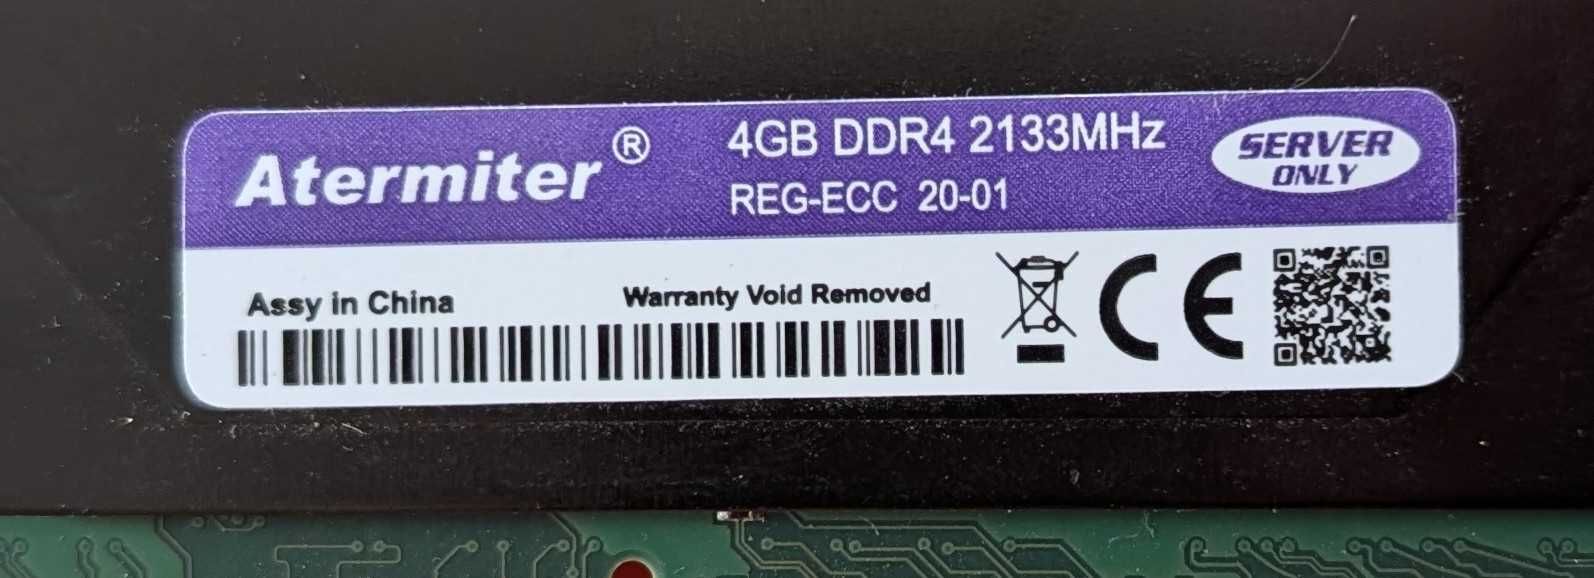 Atermiter®
4GB DDR4 2133MHz
REG-ECC 20-01
SERVER
ONLY
Assy in China
Warranty Void Removed
CE